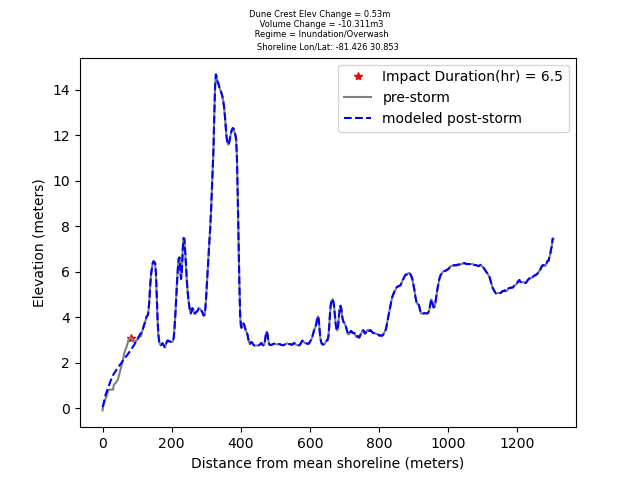 Dune Crest Elev Change = 0.53m
Volume Change = -10.311m3
Regime = Inundation/Overwash
Shoreline Lon/Lat: -81.426 30.853
Impact Duration(hr) = 6.5
pre-storm
modeled post-storm
14
12
10
8
6
4
2
0
Elevation (meters)
0 200 400 600 800 1000 1200
Distance from mean shoreline (meters)